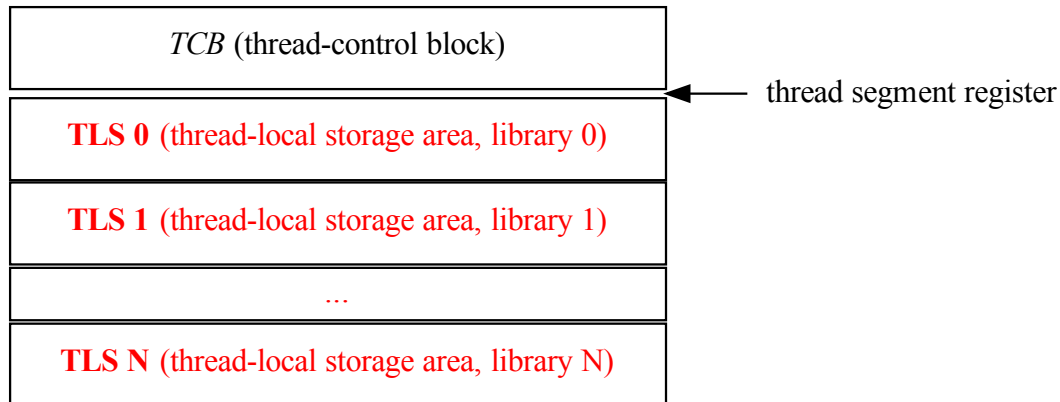 TCB (thread-control block)
thread segment register
TLS 0 (thread-local storage area, library 0)
TLS 1 (thread-local storage area, library 1)
...
TLS N (thread-local storage area, library N)